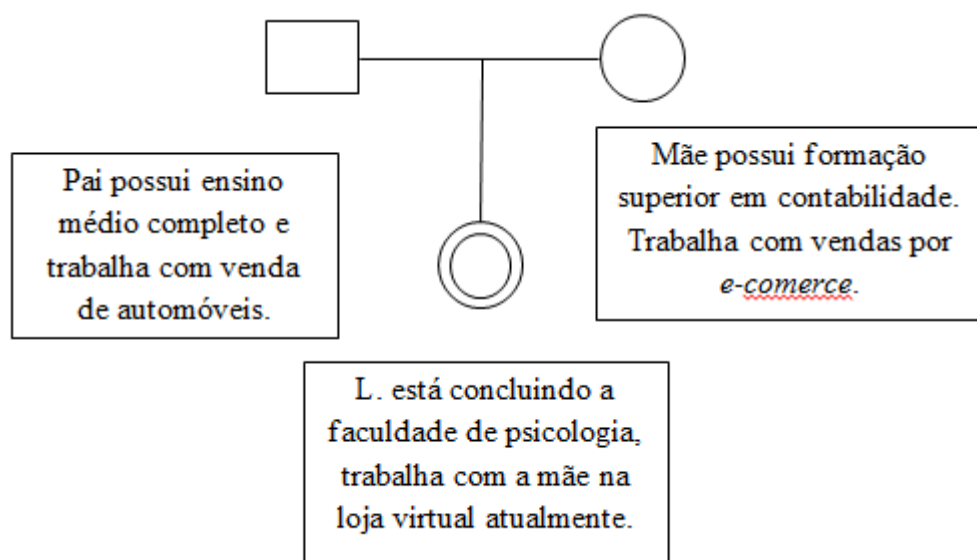 Pai possui ensino
médio completo e
trabalha com venda
de automóveis.
Mãe possui formação
superior em contabilidade.
Trabalha com vendas por
e-comerce.
L. está concluindo a
faculdade de psicologia,
trabalha com a mãe na
loja virtual atualmente.